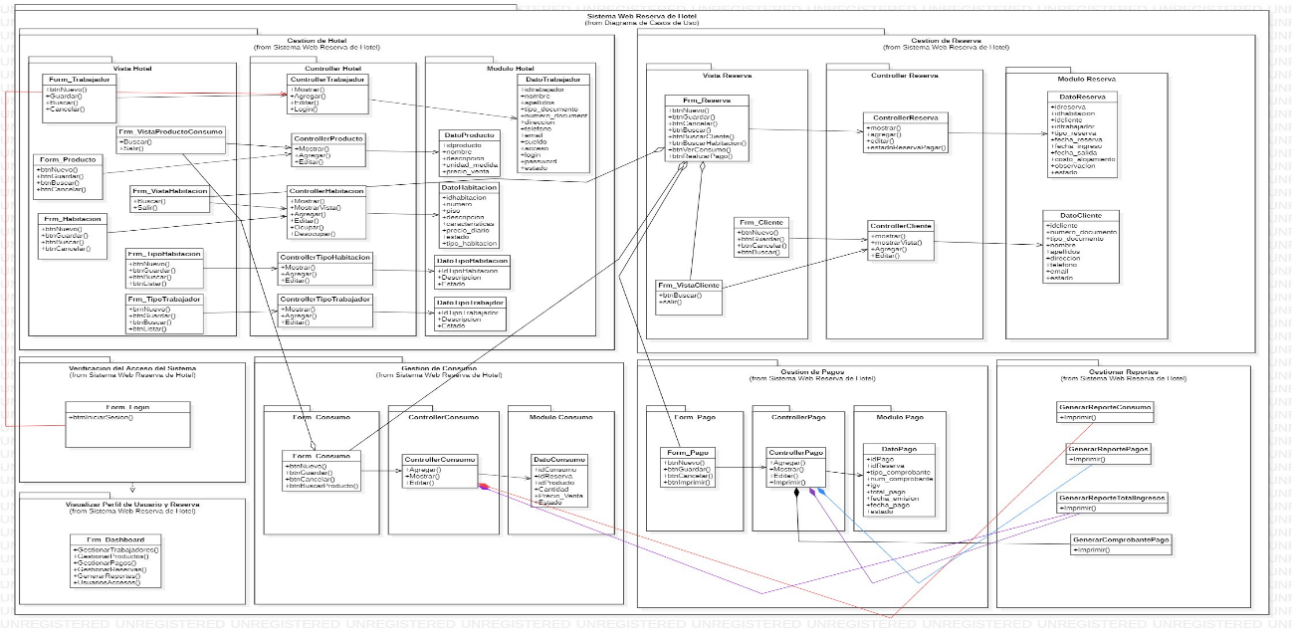 Sistema Web Reserva de Hotel
(from Diagrama de Casos de Uso)
Gestion de Hotel
(from Sistema Web Reserva de Hotel)
Vista Hotel
Form_Trabajador
+btnNuevo()
+Guardar()
+Buscar()
+Cancelar()
Frm_VistaProductoConsumo
+Buscar()
+Salir()
Form_Producto
+btnNuevo()
+btnGuardar()
+btnBuscar()
+btnCancelar()
Frm_VistaHabitacion
+Buscar()
+Salir()
Frm_Habitacion
+btnNuevo()
+btnGuardar()
+btnBuscar()
+btnCancelar()
Frm_TipoHabitacion
+btnNuevo()
+btnGuardar()
+btnBuscar()
+btnListar()
Frm_TipoTrabajador
+btnNuevo()
+btnGuardar()
+btnBuscar()
+btnListar()
Controller Hotel
ControllerTrabajador
+Mostrar()
+Agregar()
+Editar()
+Login()
ControllerProducto
+Mostrar()
+Agregar()
+Editar()
ControllerHabitacion
+Mostrar()
+MostrarVista()
+Agregar()
+Editar()
+Ocupar()
+Desocupar()
ControllerTipoHabitacion
+Mostrar()
+Agregar()
+Editar()
ControllerTipoTrabajador
+Mostrar()
+Agregar()
+Editar()
Modulo Hotel
DatoTrabajador
+idtrabajador
+nombre
+apellidos
+tipo_documento
+numero_document
+direccion
+telefono
+email
+sueldo
+acceso
+login
+password
+estado
DatoProducto
+idproducto
+nombre
+descripcion
+unidad_medida
+precio_venta
DatoHabitacion
+idhabitacion
+numero
+piso
+descripcion
+caracteristicas
+precio_diario
+estado
+tipo_habitacion
DatoTipoHabitacion
+idTipoHabitacion
+Descripcion
+Estado
DatoTipoTrabajdor
+idTipoTrabajador
+Descripcion
+Estado
Gestion de Reserva
(from Sistema Web Reserva de Hotel)
Vista Reserva
Frm_Reserva
+btnNuevo()
+btnGuardar()
+btnCancelar()
+btnBuscar()
+btnBuscarCliente()
+btnBuscarHabitacion()
+btnVerConsumo()
+btnRealizarPago()
Frm_Cliente
+btnNuevo()
+btnGuardar()
+btnCancelar()
+btnBuscar()
Frm_VistaCliente
+btnBuscar()
+salir()
Controller Reserva
ControllerReserva
+mostrar()
+agregar()
+editar()
+estadoReservaPagar()
ControllerCliente
+mostrar()
+mostrarVista()
+Agregar()
+Editar()
Modulo Reserva
DatoReserva
+idreserva
+idhabitacion
+idcliente
+idtrabajador
+tipo_reserva
+fecha_reserva
+fecha_ingreso
+fecha_salida
+costo_alojamiento
+observacion
+estado
DatoCliente
+idcliente
+numero_documento
+tipo_documento
+nombre
+apellidos
+direccion
+telefono
+email
+estado
Verificacion del Acceso del Sistema
(from Sistema Web Reserva de Hotel)
Form_Login
+btnIniciarSesion()
Visualizar Perfil de Usuario y Reserva
(from Sistema Web Reserva de Hotel)
Frm_Dashboard
+GestionarTrabajadores()
+GestionarProductos()
+GestionarPagos()
+GestionarReservas()
+GenerarReportes()
+UsuariosAccesos()
Gestion de Consumo
(from Sistema Web Reserva de Hotel)
Form_Consumo
Form_Consumo
+btnNuevo()
+btnGuardar()
+btnCancelar()
+btnBuscarProducto()
ControllerConsumo
ControllerConsumo
+Agregar()
+Mostrar()
+Editar()
Modulo Consumo
DatoConsumo
+idConsumo
+idReserva
+idProducto
+Cantidad
+Precio_Venta
+Estado
Gestion de Pagos
(from Sistema Web Reserva de Hotel)
Form_Pago
Form_Pago
+btnNuevo()
+btnGuardar()
+btnCancelar()
+btnImprimir()
ControllerPago
ControllerPago
+Agregar()
+Mostrar()
+Editar()
+Imprimir()
Modulo Pago
DatoPago
+idPago
+idReserva
+tipo_comprobante
+num_comprobante
+igv
+total_pago
+fecha_emision
+fecha_pago
+estado
Gestionar Reportes
(from Sistema Web Reserva de Hotel)
GenerarReporteConsumo
+Imprimir()
GenerarReportePagos
+Imprimir()
GenerarReporteTotalIngresos
+Imprimir()
GenerarComprobantePago
+Imprimir()
UNREGISTERED UNREGISTERED UNREGISTERED UNREGISTERED UNREGISTERED UNREGISTERED UNREGISTERED UNREGISTERED UNREGISTERED UNREGISTERED UNREGISTERED